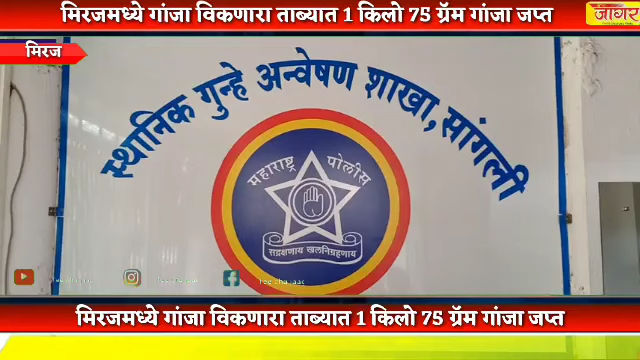 मिरजमध्ये गांजा विकणारा ताब्यात 1 किलो 75 ग्रॅम गांजा जप्त
जागर
मिरज
स्थानिक गुन्हे अन्वेषण शाखा, सांगली
महाराष्ट्र पोलीस
सद्रक्षणाय खलनिग्रहणाय
मिरजमध्ये गांजा विकणारा ताब्यात 1 किलो 75 ग्रॅम गांजा जप्त